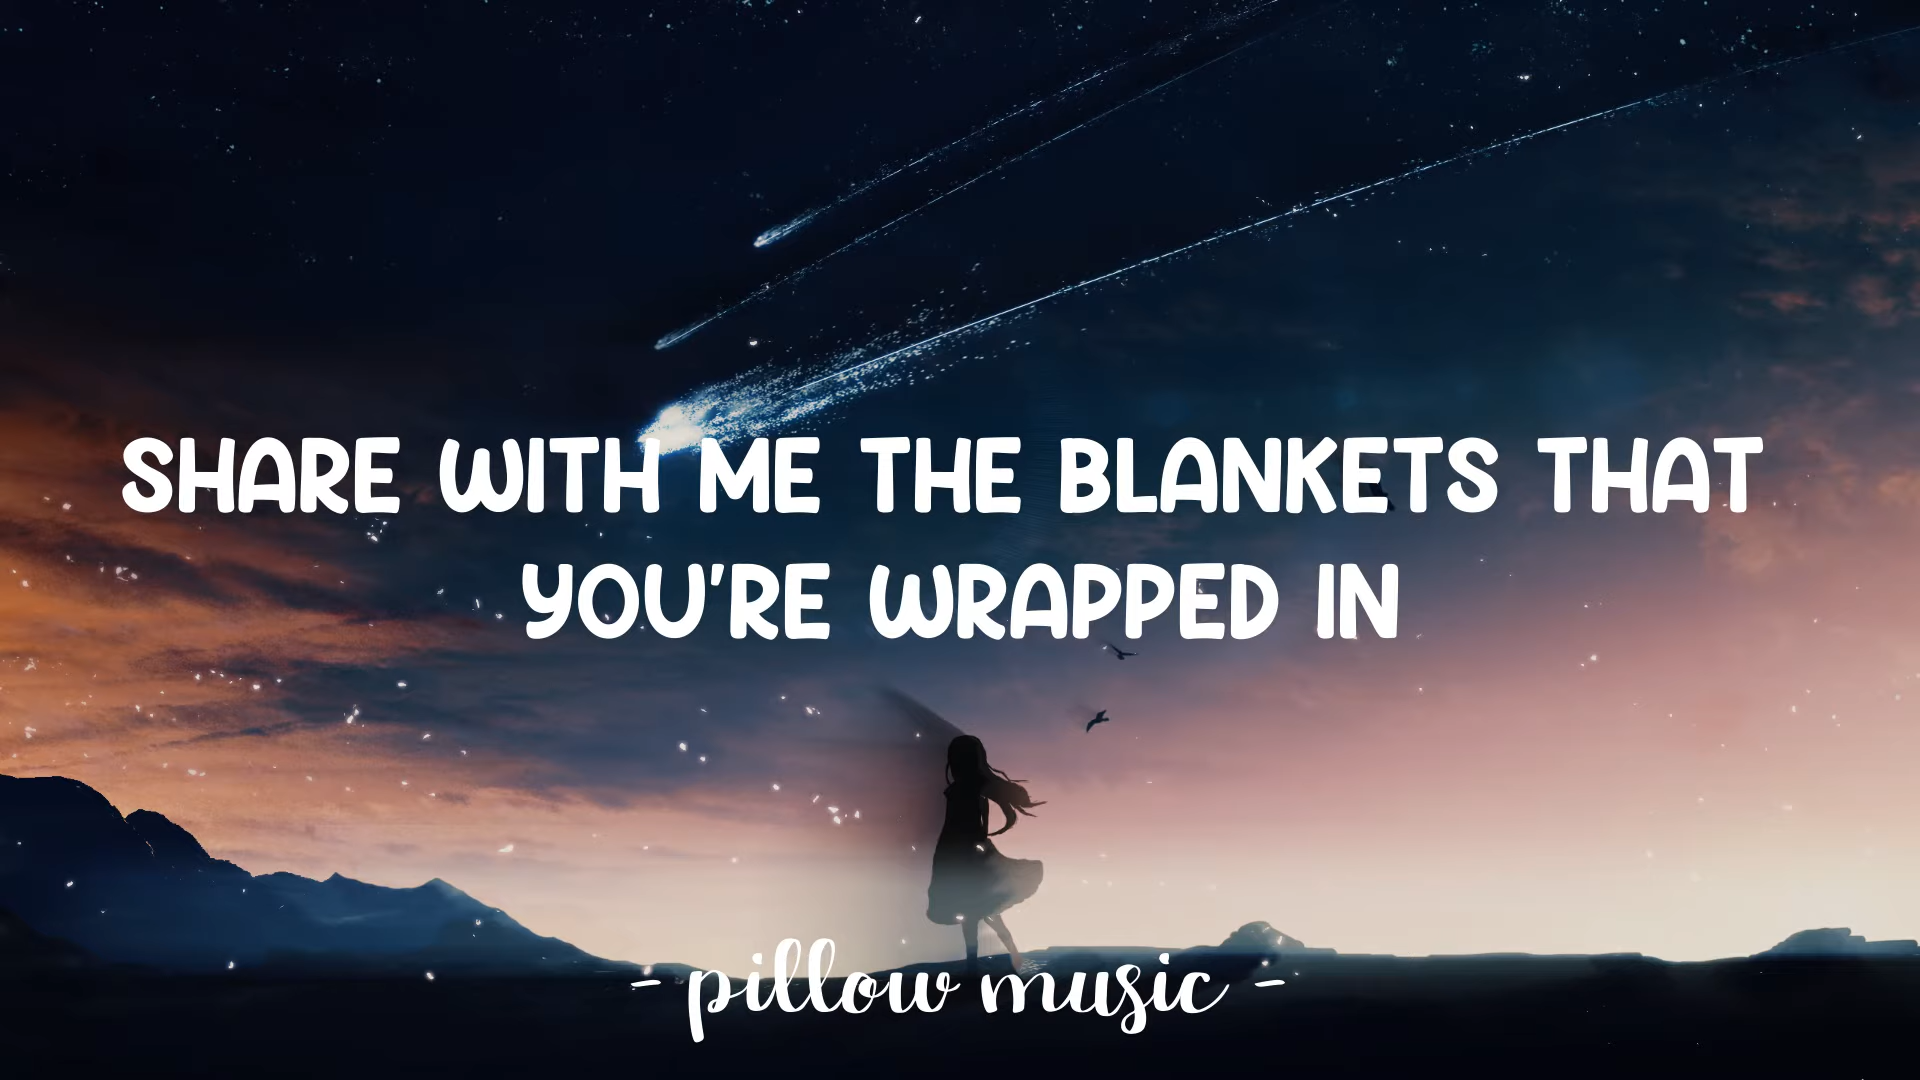 SHARE WITH ME THE BLANKETS THAT
YOU'RE WRAPPED IN
- pillow music -